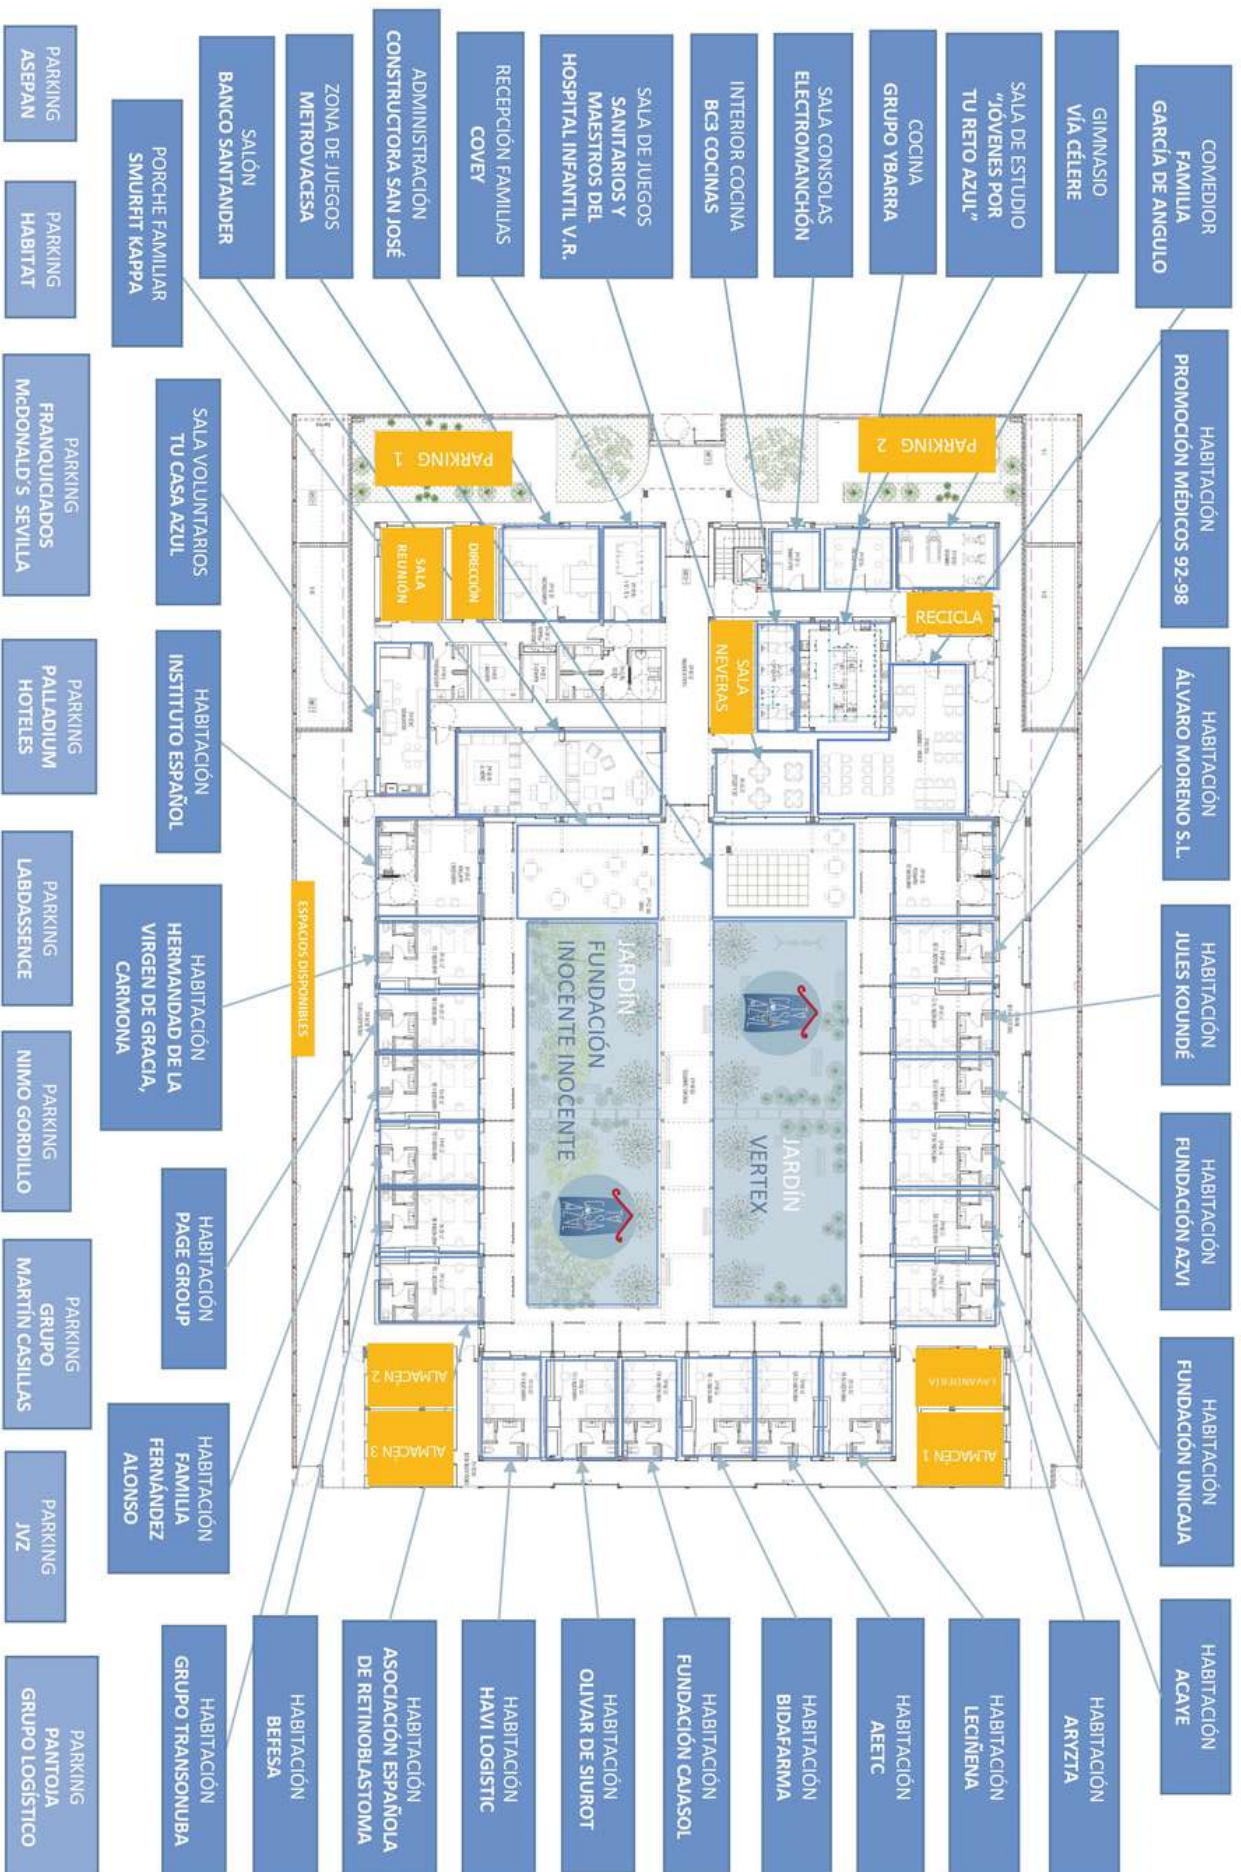 COMEDIOR
FAMILIA
GARCÍA DE ANGULO
GIMNASIO
VÍA CÉLERE
SALA DE ESTUDIO
“JÓVENES POR
TU RETO AZUL”
COCINA
GRUPO YBARRA
SALA CONSOLAS
ELECTROMANCHÓN
INTERIOR COCINA
BC3 COCINAS
SALA DE JUEGOS
SANITARIOS Y
MAESTROS DEL
HOSPITAL INFANTIL V.R.
RECEPCIÓN FAMILIAS
COVEY
ADMINISTRACIÓN
CONSTRUCTORA SAN JOSÉ
ZONA DE JUEGOS
METROVACESA
SALÓN
BANCO SANTANDER
PORCHE FAMILIAR
SMURFIT KAPPA
SALA VOLUNTARIOS
TU CASA AZUL
HABITACIÓN
INSTITUTO ESPAÑOL
HABITACIÓN
HERMANDAD DE LA
VIRGEN DE GRACIA,
CARMONA
HABITACIÓN
PAGE GROUP
HABITACIÓN
FAMILIA
FERNÁNDEZ
ALONSO
HABITACIÓN
GRUPO TRANSONUBA
HABITACIÓN
BEFESA
HABITACIÓN
ASOCIACIÓN ESPAÑOLA
DE RETINOBLASTOMA
HABITACIÓN
HAVI LOGISTIC
HABITACIÓN
OLIVAR DE SIUROT
HABITACIÓN
FUNDACIÓN CAJASOL
HABITACIÓN
BIDAFARMA
HABITACIÓN
AEETC
HABITACIÓN
LECIÑENA
HABITACIÓN
ARYZTA
HABITACIÓN
ACAYE
HABITACIÓN
FUNDACIÓN UNICAJA
HABITACIÓN
FUNDACIÓN AZVI
HABITACIÓN
JULES KOUNDÉ
HABITACIÓN
ÁLVARO MORENO S.L.
HABITACIÓN
PROMOCIÓN MÉDICOS 92-98
PARKING 1
PARKING 2
SALA
REUNIÓN
DIRECCIÓN
SALA
NEVERAS
RECICLA
JARDÍN
FUNDACIÓN
INOCENTE INOCENTE
JARDÍN
VERTEX
TU
CASA
AZUL
TU
CASA
AZUL
ESPACIOS DISPONIBLES
ALMACÉN 2
ALMACÉN 3
LAVANDERÍA
ALMACÉN 1
PARKING
ASEPAN
PARKING
HABITAT
PARKING
FRANQUICIADOS
McDONALD´S SEVILLA
PARKING
PALLADIUM
HOTELES
PARKING
LABDASSENCE
PARKING
NIMO GORDILLO
PARKING
GRUPO
MARTÍN CASILLAS
PARKING
JVZ
PARKING
PANTOJA
GRUPO LOGÍSTICO